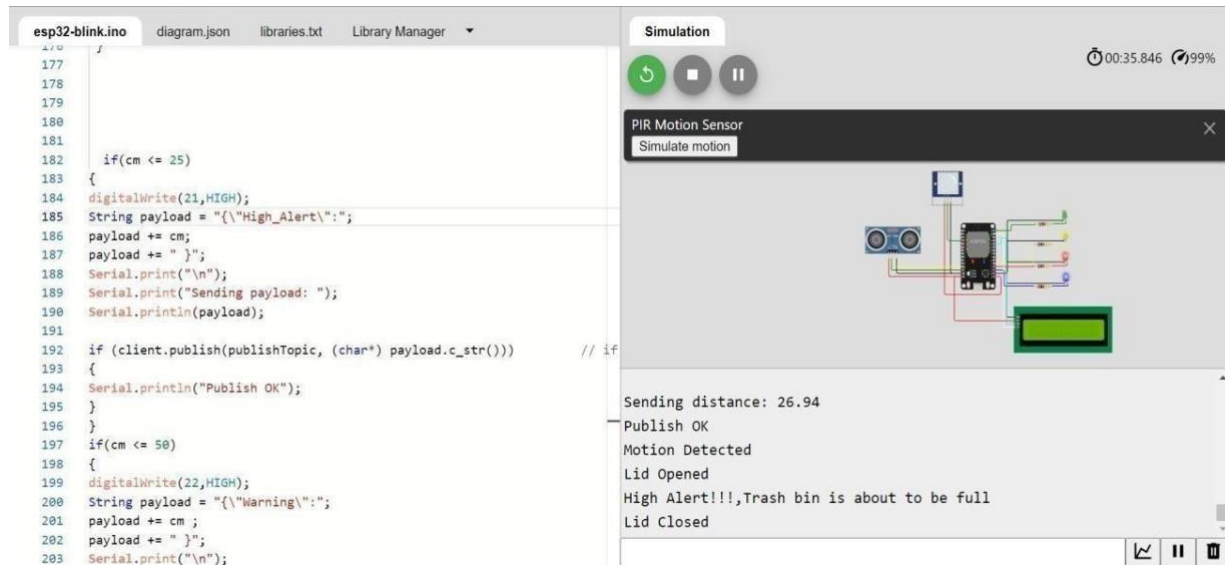 esp32-blink.ino diagram.json libraries.txt Library Manager
176 }
177
178
179
180
181
182 if(cm <= 25)
183 {
184 digitalWrite(21,HIGH);
185 String payload = "{\"High_Alert\":";
186 payload += cm;
187 payload += " }";
188 Serial.print("\n");
189 Serial.print("Sending payload: ");
190 Serial.println(payload);
191
192 if (client.publish(publishTopic, (char*) payload.c_str())) // if
193 {
194 Serial.println("Publish OK");
195 }
196 }
197 if(cm <= 50)
198 {
199 digitalWrite(22,HIGH);
200 String payload = "{\"Warning\":";
201 payload += cm ;
202 payload += " }";
203 Serial.print("\n");
Simulation
00:35.846 99%
PIR Motion Sensor
Simulate motion
Sending distance: 26.94
Publish OK
Motion Detected
Lid Opened
High Alert!!!,Trash bin is about to be full
Lid Closed